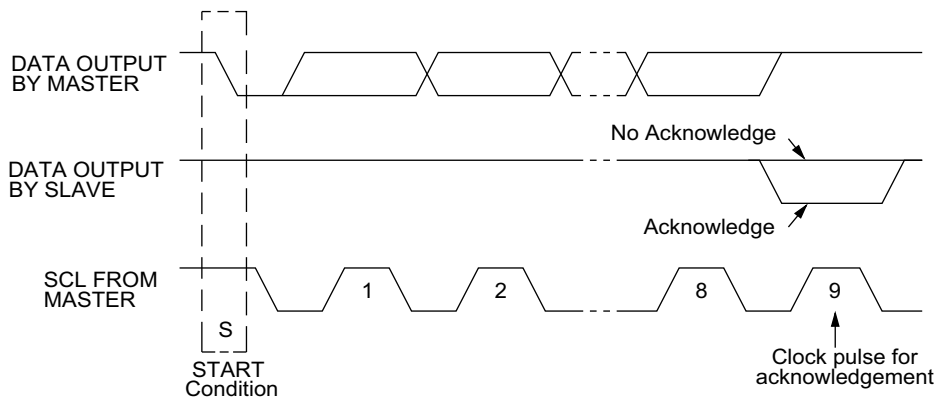 DATA OUTPUT
BY MASTER
No Acknowledge
DATA OUTPUT
BY SLAVE
Acknowledge
SCL FROM
MASTER
1
2
8
9
S
START
Condition
Clock pulse for
acknowledgement